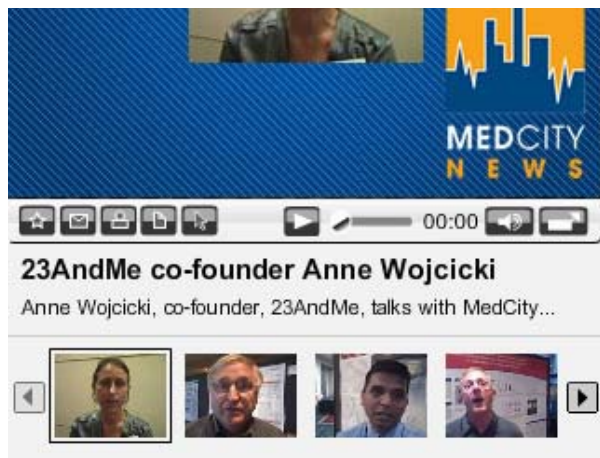 MEDCITY
NEWS
00:00
23AndMe co-founder Anne Wojcicki
Anne Wojcicki, co-founder, 23AndMe, talks with MedCity...